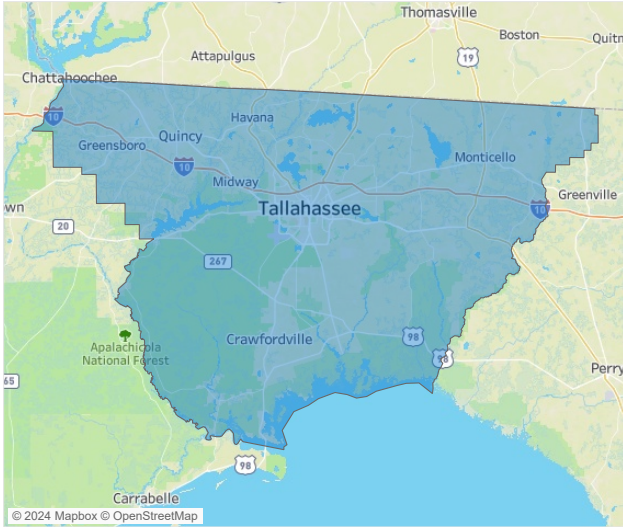 Thomasville
Boston
Quitn
Attapulgus
19
Chattahoochee
10
Havana
Quincy
Greensboro
Monticello
10
Midway
Greenville
Tallahassee
10
own
20
267
98
Crawfordville
Apalachicola
National Forest
98
Perry
65
98
Carrabelle
© 2024 Mapbox © OpenStreetMap